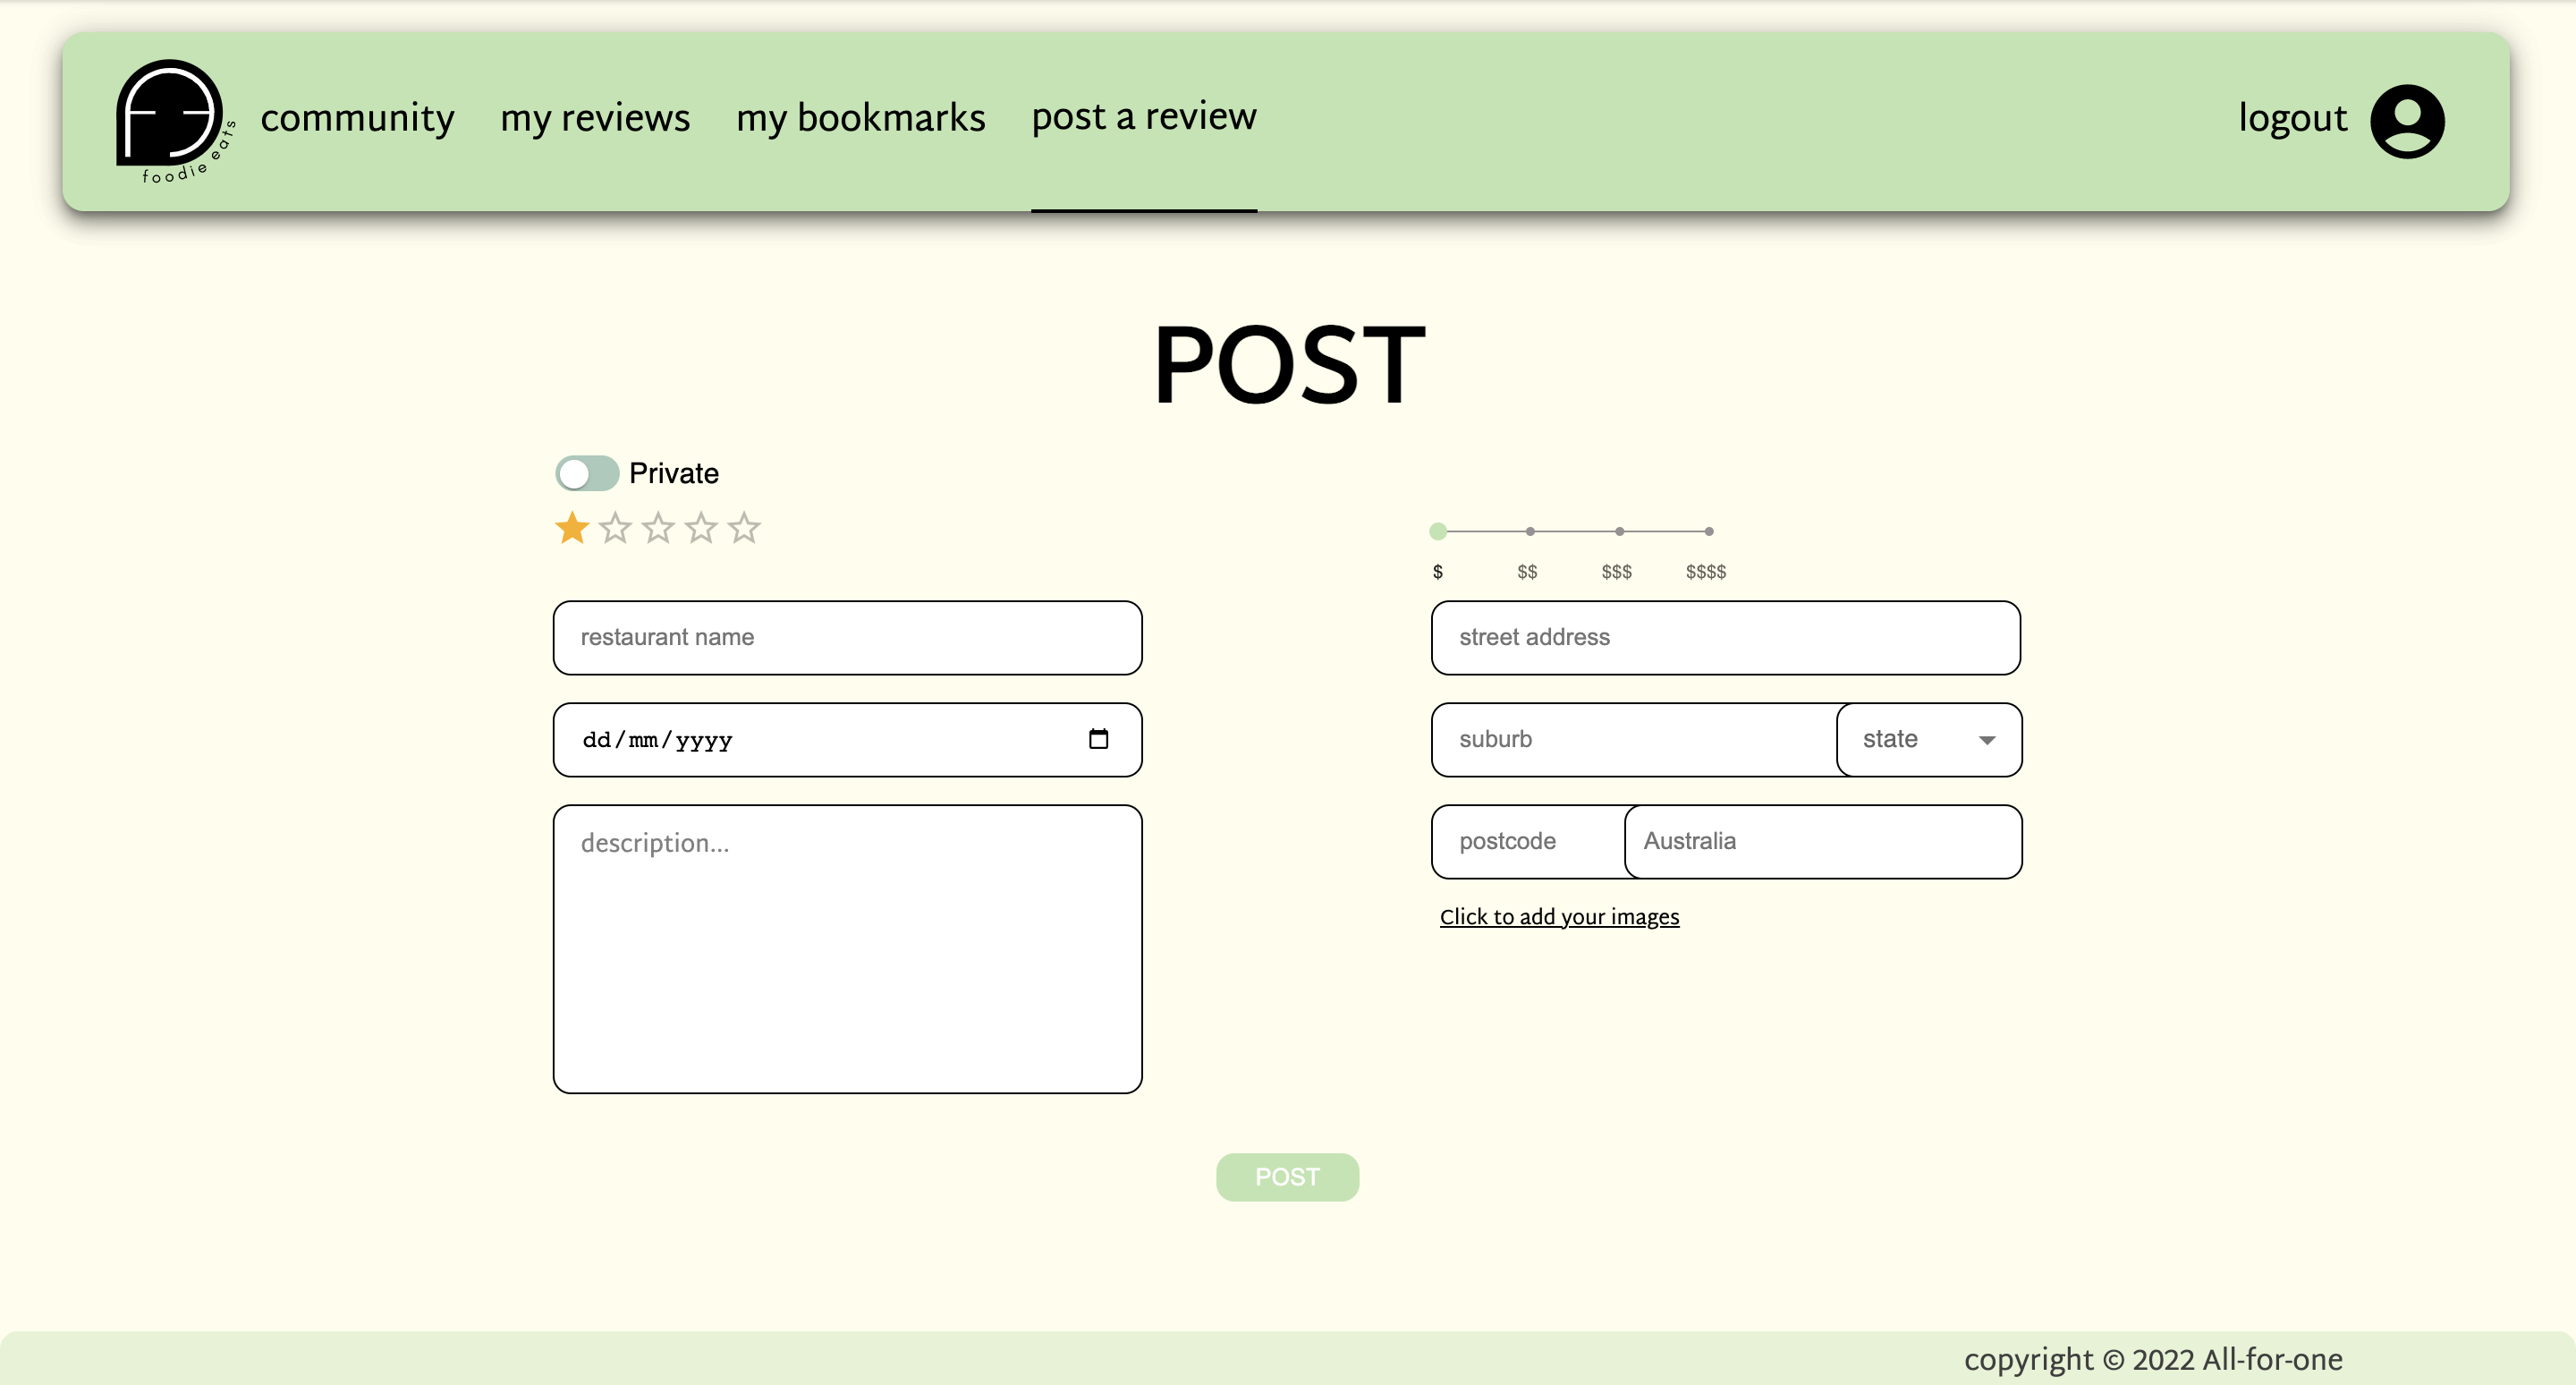 foodie eats
community my reviews my bookmarks post a review logout
POST
Private
$ $$ $$$ $$$$
restaurant name
street address
dd/mm/yyyy
suburb
state
description...
postcode
Australia
Click to add your images
POST
copyright © 2022 All-for-one